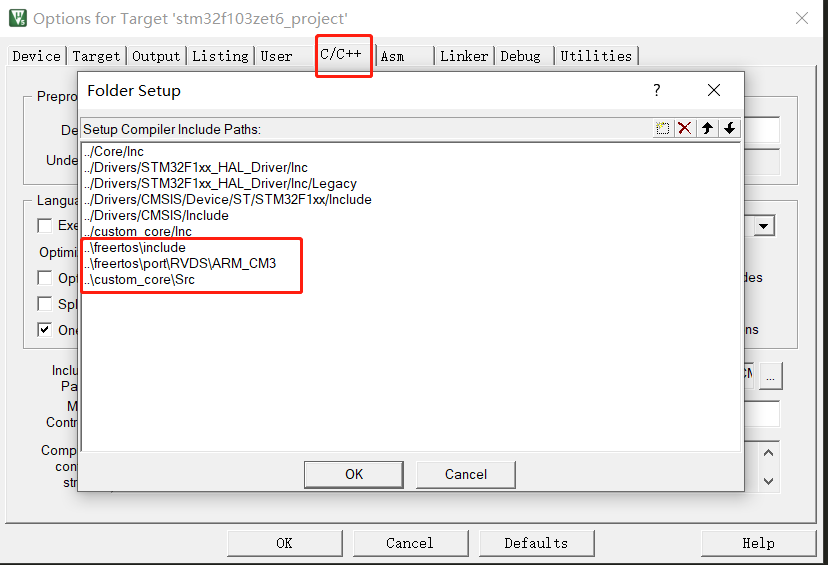 Options for Target 'stm32f103zet6_project'
Device Target Output Listing User C/C++ Asm Linker Debug Utilities
Folder Setup
?
Setup Compiler Include Paths:
../Core/Inc
../Drivers/STM32F1xx_HAL_Driver/Inc
../Drivers/STM32F1xx_HAL_Driver/Inc/Legacy
../Drivers/CMSIS/Device/ST/STM32F1xx/Include
../Drivers/CMSIS/Include
../custom_core/Inc
..\freertos\include
..\freertos\port\RVDS\ARM_CM3
..\custom_core\Src
OK Cancel
Prepro
De
Unde
Langua
Exe
Optimi
Opt
Spl
One
des
ns
Inclu
Pa
...
M
Contr
Comp
con
OK Cancel Defaults Help